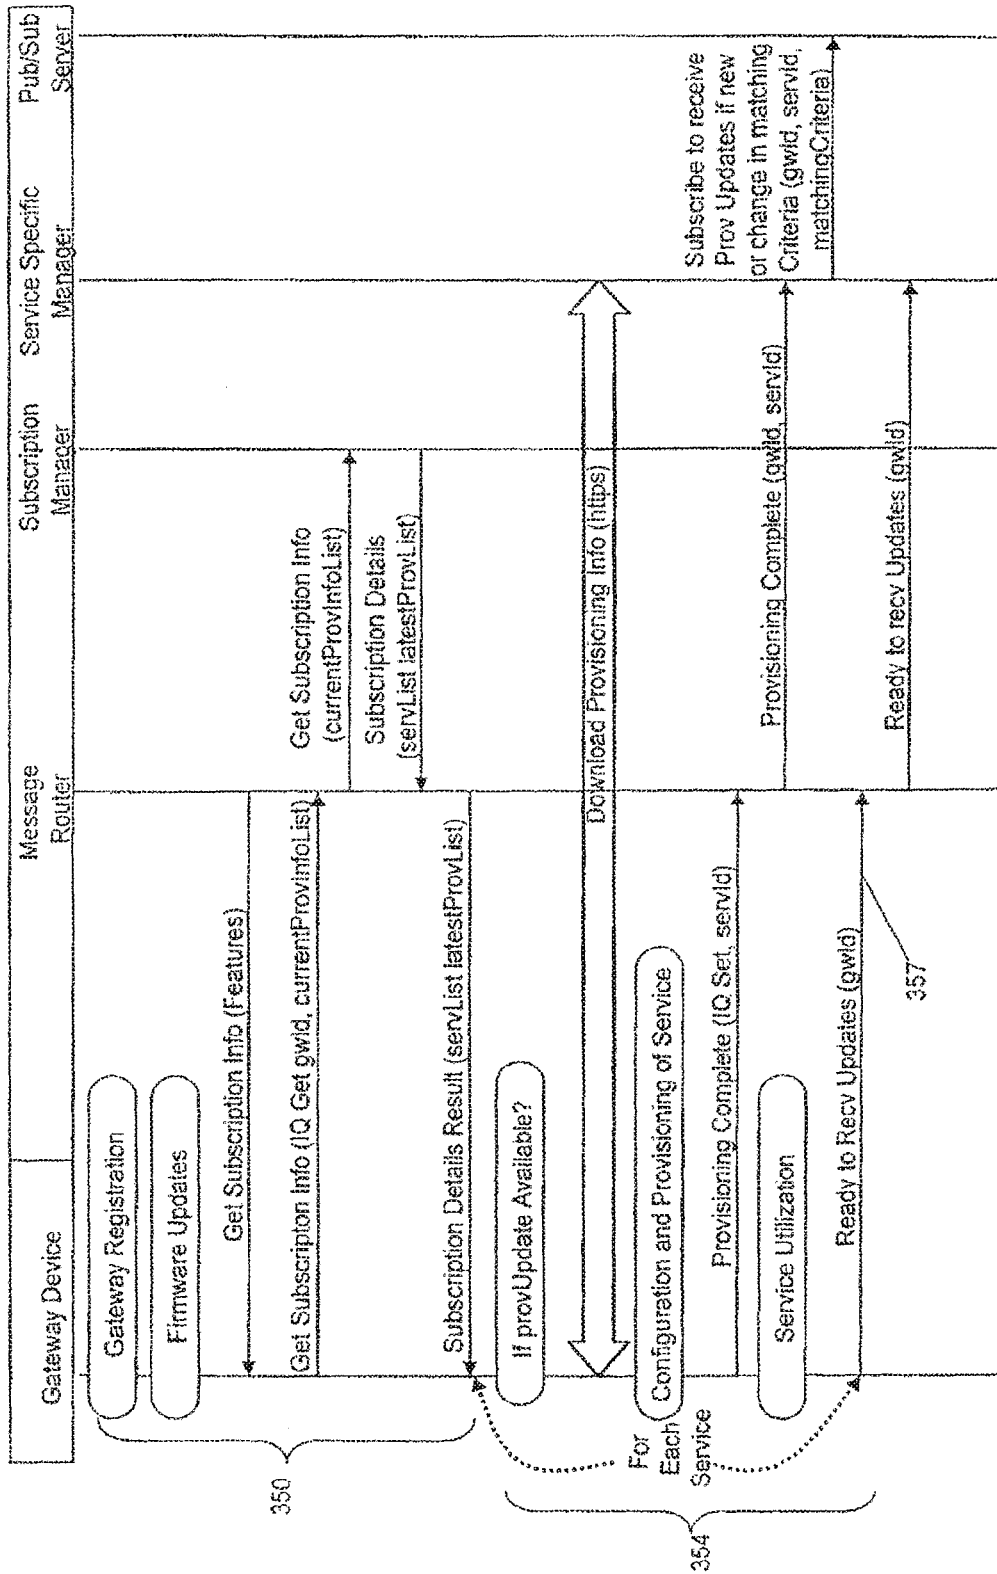 Gateway Device
Message
Router
Subscription
Manager
Service Specific
Manager
Pub/Sub
Server
Gateway Registration
Firmware Updates
Get Subscription Info (Features)
Get Subscripton Info (IQ Get gwId, currentProvInfoList)
Get Subscription Info
(currentProvInfoList)
Subscription Details
(servList latestProvList)
Subscription Details Result (servList latestProvList)
350
If provUpdate Available?
Download Provisioning Info (https)
Configuration and Provisioning of Service
Provisioning Complete (IQ Set, servId)
Provisioning Complete (gwId, servId)
Subscribe to receive
Prov Updates if new
or change in matching
Criteria (gwId, servId,
matchingCriteria)
Service Utilization
Ready to Recv Updates (gwId)
Ready to recv Updates (gwId)
For
Each
Service
354
357